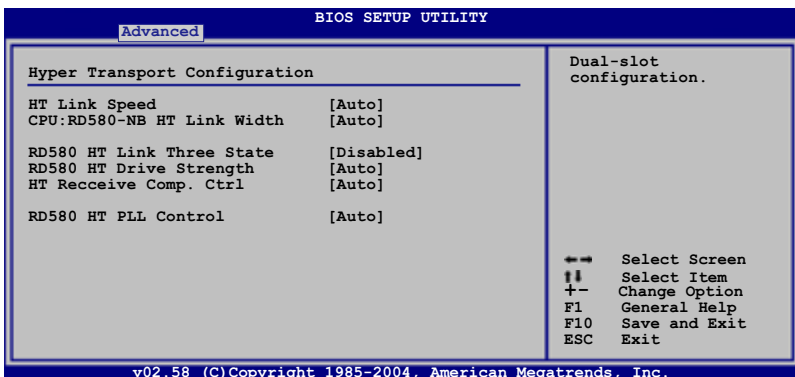 BIOS SETUP UTILITY
Advanced
Hyper Transport Configuration
HT Link Speed [Auto]
CPU:RD580-NB HT Link Width [Auto]
RD580 HT Link Three State [Disabled]
RD580 HT Drive Strength [Auto]
HT Recceive Comp. Ctrl [Auto]
RD580 HT PLL Control [Auto]
Dual-slot
configuration.
←→ Select Screen
↑↓ Select Item
+- Change Option
F1 General Help
F10 Save and Exit
ESC Exit
v02.58 (C)Copyright 1985-2004, American Megatrends, Inc.